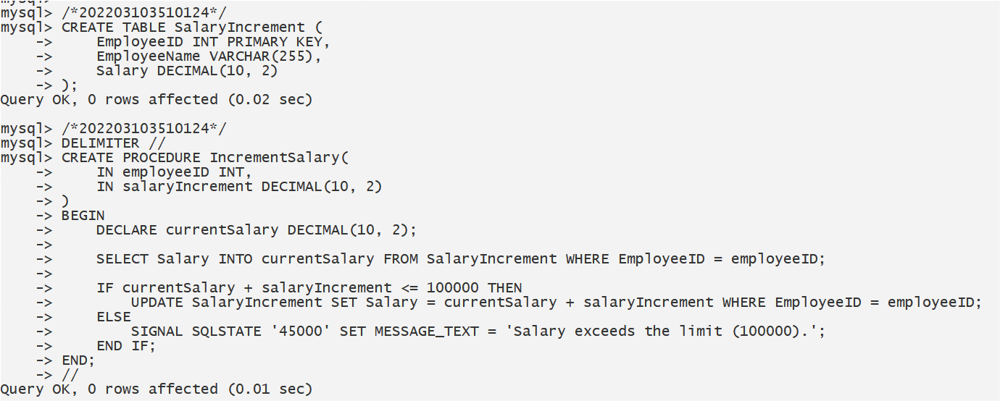 mysql>
mysql> /*202203103510124*/
mysql> CREATE TABLE SalaryIncrement (
    ->     EmployeeID INT PRIMARY KEY,
    ->     EmployeeName VARCHAR(255),
    ->     Salary DECIMAL(10, 2)
    -> );
Query OK, 0 rows affected (0.02 sec)

mysql> /*202203103510124*/
mysql> DELIMITER //
mysql> CREATE PROCEDURE IncrementSalary(
    ->     IN employeeID INT,
    ->     IN salaryIncrement DECIMAL(10, 2)
    -> )
    -> BEGIN
    ->     DECLARE currentSalary DECIMAL(10, 2);
    ->
    ->     SELECT Salary INTO currentSalary FROM SalaryIncrement WHERE EmployeeID = employeeID;
    ->
    ->     IF currentSalary + salaryIncrement <= 100000 THEN
    ->         UPDATE SalaryIncrement SET Salary = currentSalary + salaryIncrement WHERE EmployeeID = employeeID;
    ->     ELSE
    ->         SIGNAL SQLSTATE '45000' SET MESSAGE_TEXT = 'Salary exceeds the limit (100000).';
    ->     END IF;
    -> END;
    -> //
Query OK, 0 rows affected (0.01 sec)